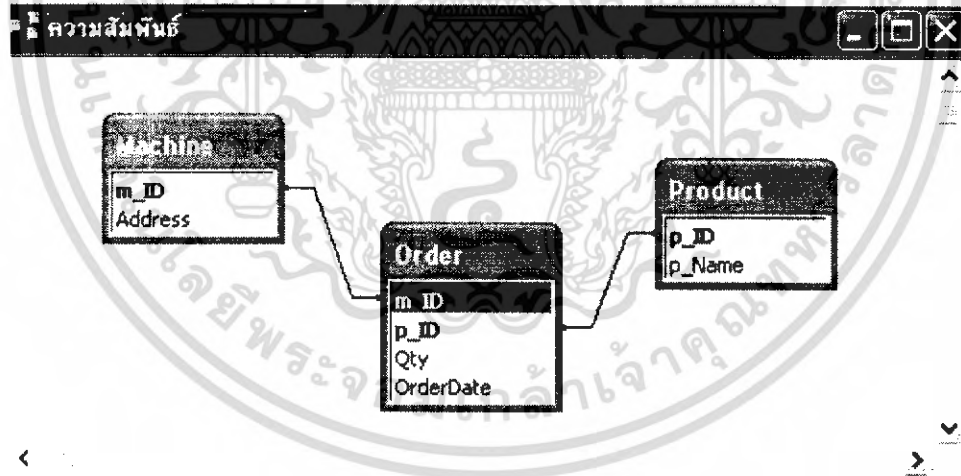 ความสัมพันธ์
Machine
m_ID
Address
Order
m_ID
p_ID
Qty
OrderDate
Product
p_ID
p_Name